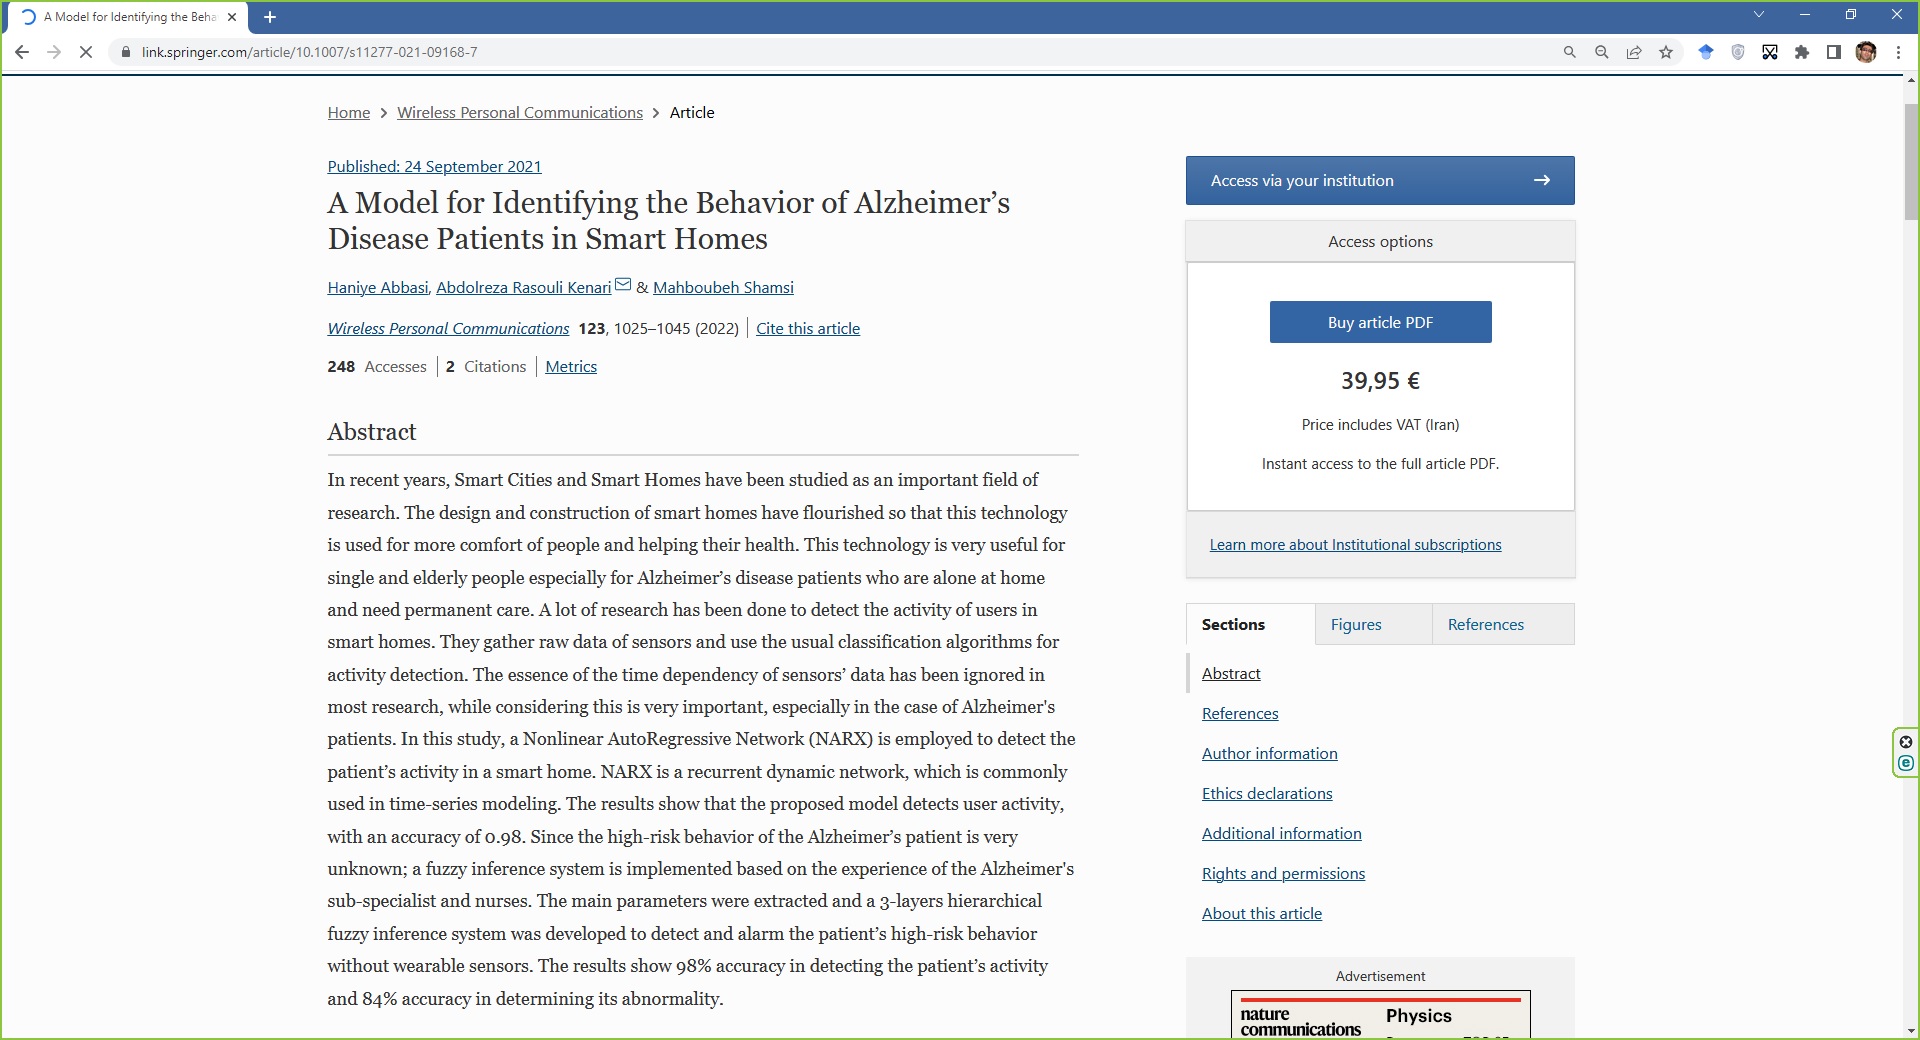 A Model for Identifying the Beha
link.springer.com/article/10.1007/s11277-021-09168-7
Home > Wireless Personal Communications > Article
Published: 24 September 2021
A Model for Identifying the Behavior of Alzheimer’s
Disease Patients in Smart Homes
Haniye Abbasi, Abdolreza Rasouli Kenari & Mahboubeh Shamsi
Wireless Personal Communications 123, 1025–1045 (2022) Cite this article
248 Accesses 2 Citations Metrics
Abstract
In recent years, Smart Cities and Smart Homes have been studied as an important field of
research. The design and construction of smart homes have flourished so that this technology
is used for more comfort of people and helping their health. This technology is very useful for
single and elderly people especially for Alzheimer’s disease patients who are alone at home
and need permanent care. A lot of research has been done to detect the activity of users in
smart homes. They gather raw data of sensors and use the usual classification algorithms for
activity detection. The essence of the time dependency of sensors’ data has been ignored in
most research, while considering this is very important, especially in the case of Alzheimer's
patients. In this study, a Nonlinear AutoRegressive Network (NARX) is employed to detect the
patient’s activity in a smart home. NARX is a recurrent dynamic network, which is commonly
used in time-series modeling. The results show that the proposed model detects user activity,
with an accuracy of 0.98. Since the high-risk behavior of the Alzheimer’s patient is very
unknown; a fuzzy inference system is implemented based on the experience of the Alzheimer's
sub-specialist and nurses. The main parameters were extracted and a 3-layers hierarchical
fuzzy inference system was developed to detect and alarm the patient’s high-risk behavior
without wearable sensors. The results show 98% accuracy in detecting the patient’s activity
and 84% accuracy in determining its abnormality.
Access via your institution →
Access options
Buy article PDF
39,95 €
Price includes VAT (Iran)
Instant access to the full article PDF.
Learn more about Institutional subscriptions
Sections Figures References
Abstract
References
Author information
Ethics declarations
Additional information
Rights and permissions
About this article
Advertisement
nature
communications
Physics